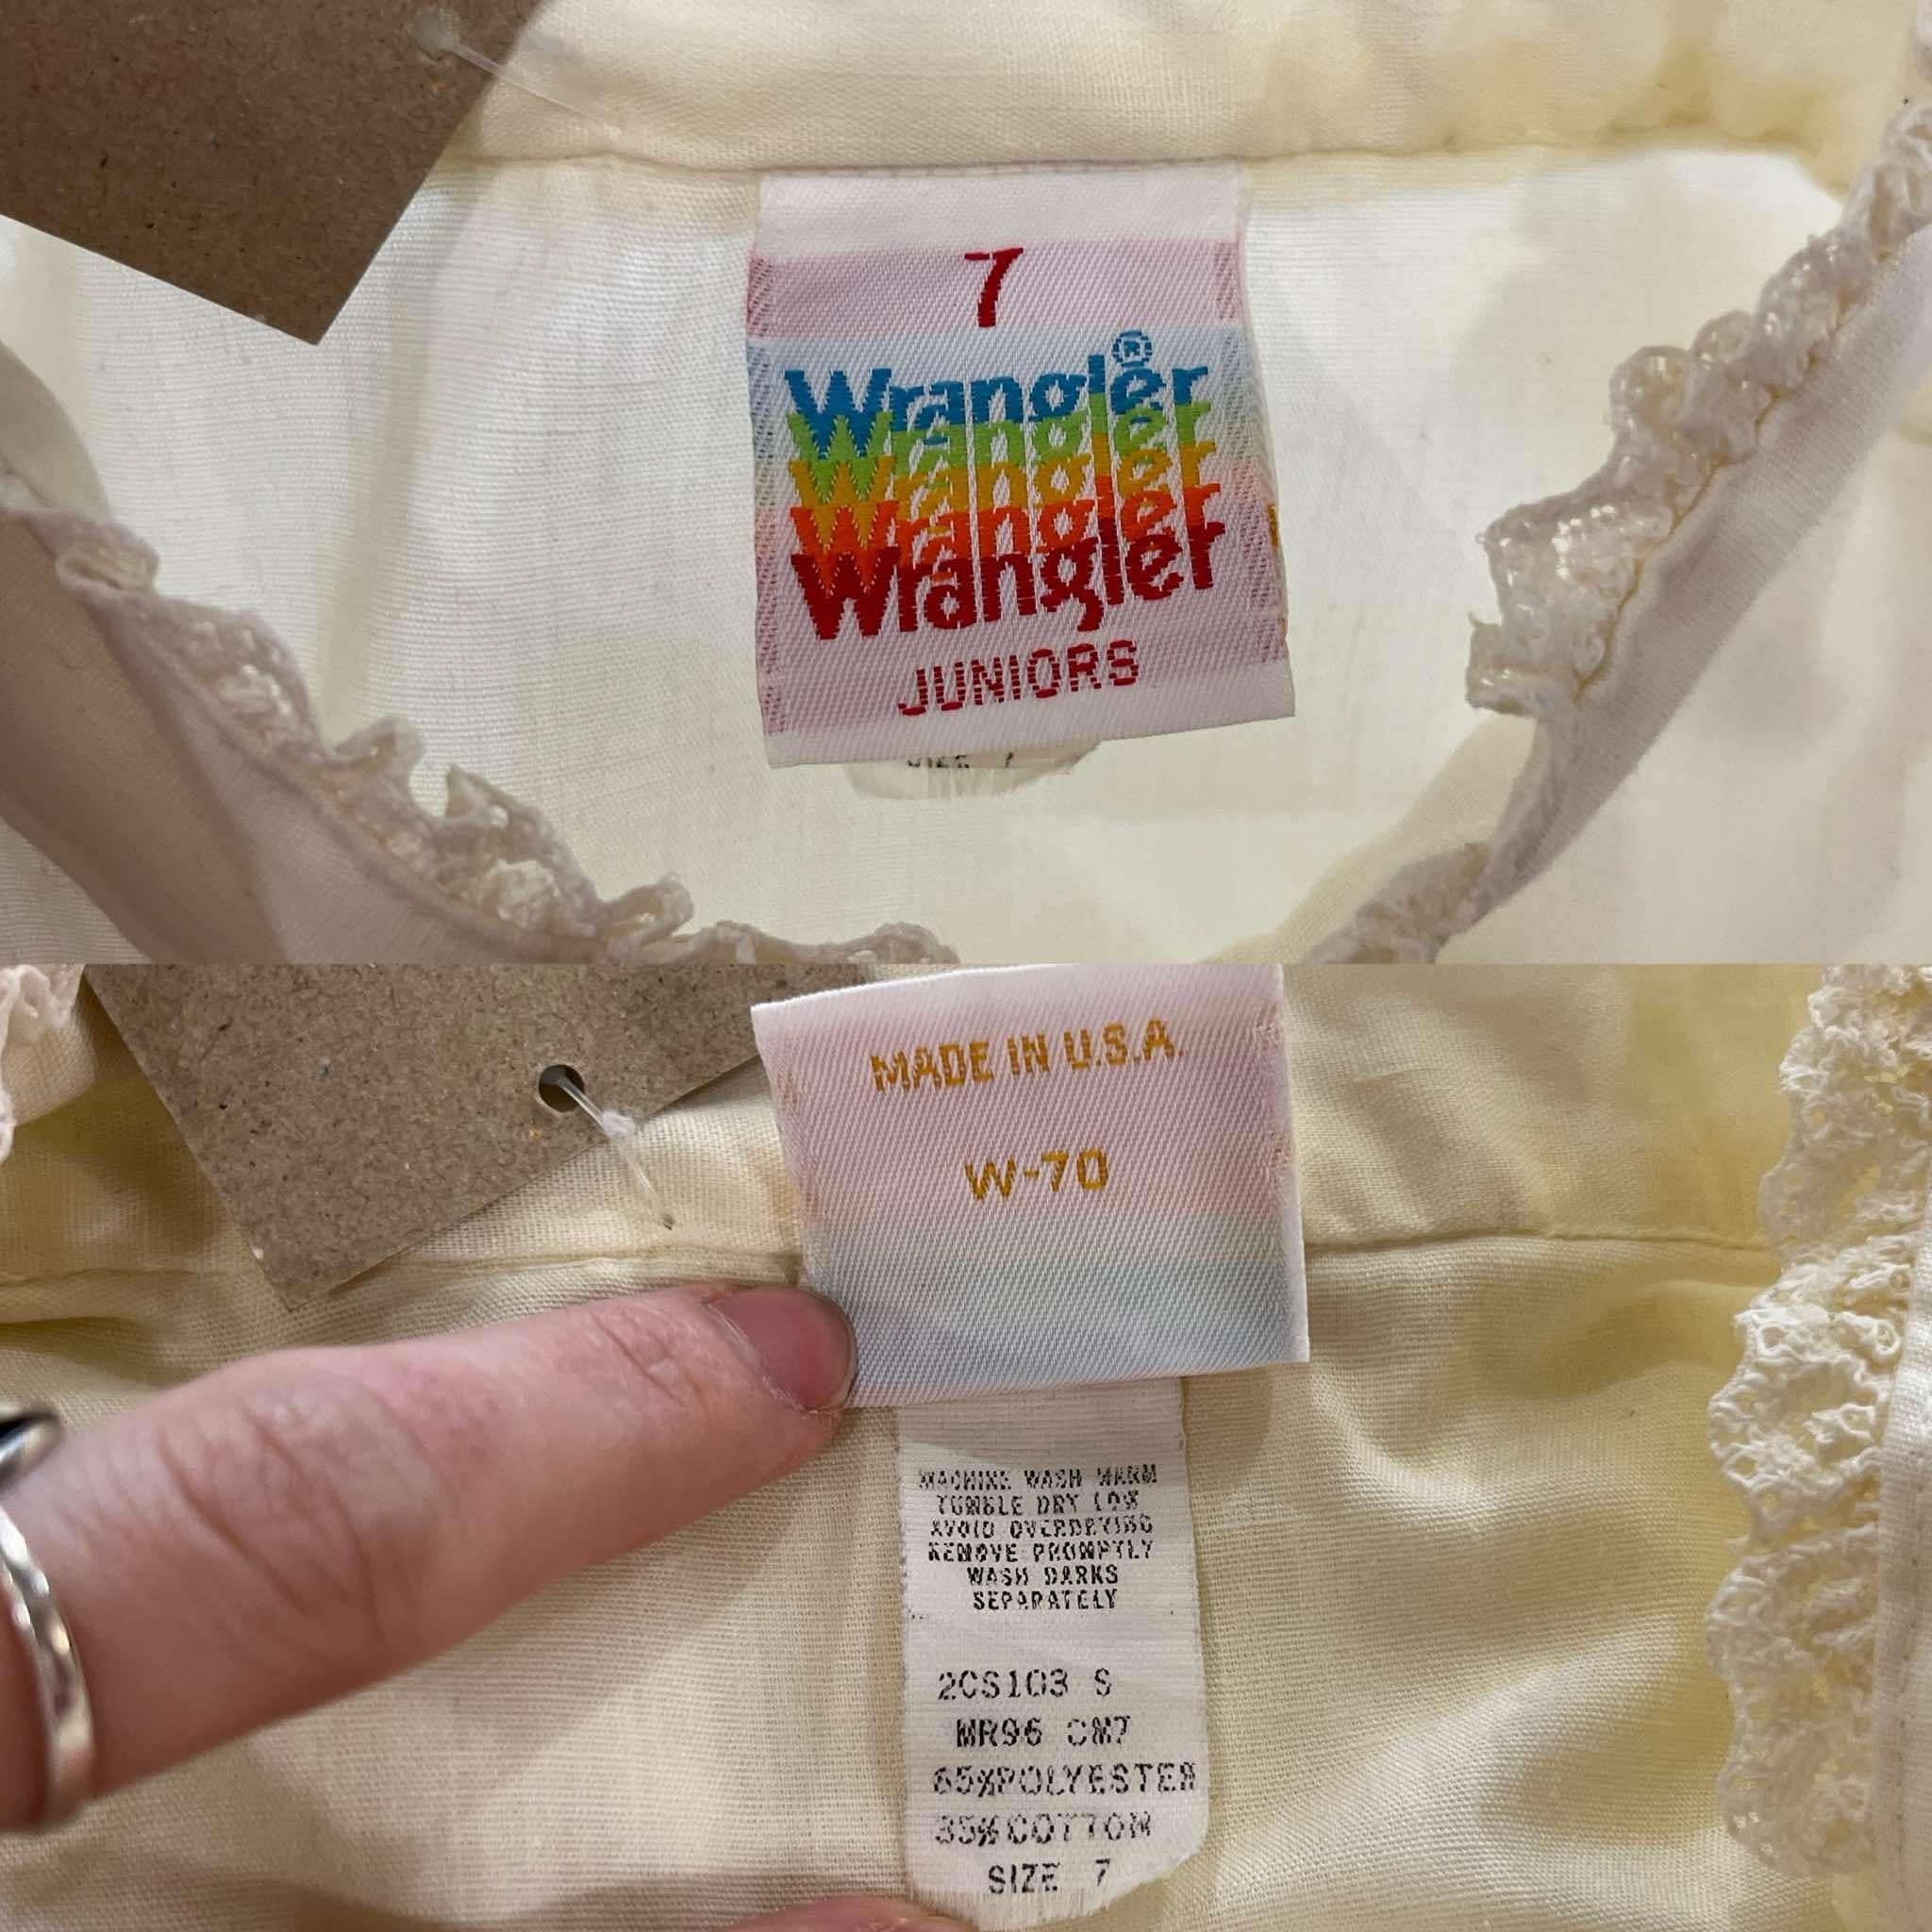 7
Wrangler®
Wrangler
Wrangler
Wrangler
Wrangler
JUNIORS
MADE IN U.S.A.
W-70
MACHINE WASH WARM
TUMBLE DRY LOW
AVOID OVERDRYING
REMOVE PROMPTLY
WASH DARKS
SEPARATELY
2CS103 S
MR96 CM7
65%POLYESTER
35%COTTON
SIZE 7